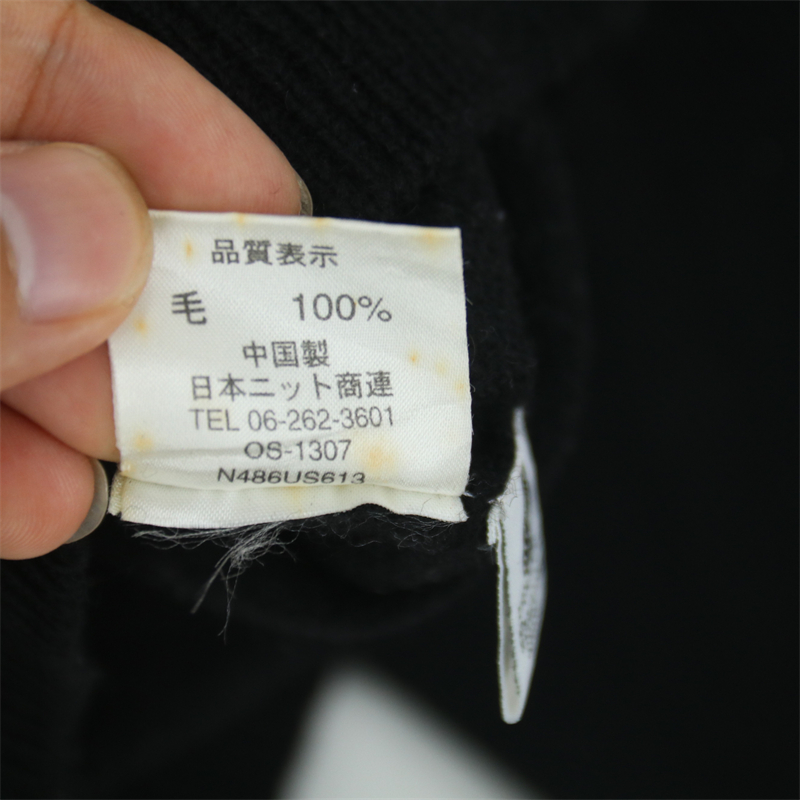 品質表示
毛 100%
中国製
日本ニット商連
TEL 06-262-3601
OS-1307
N486US613